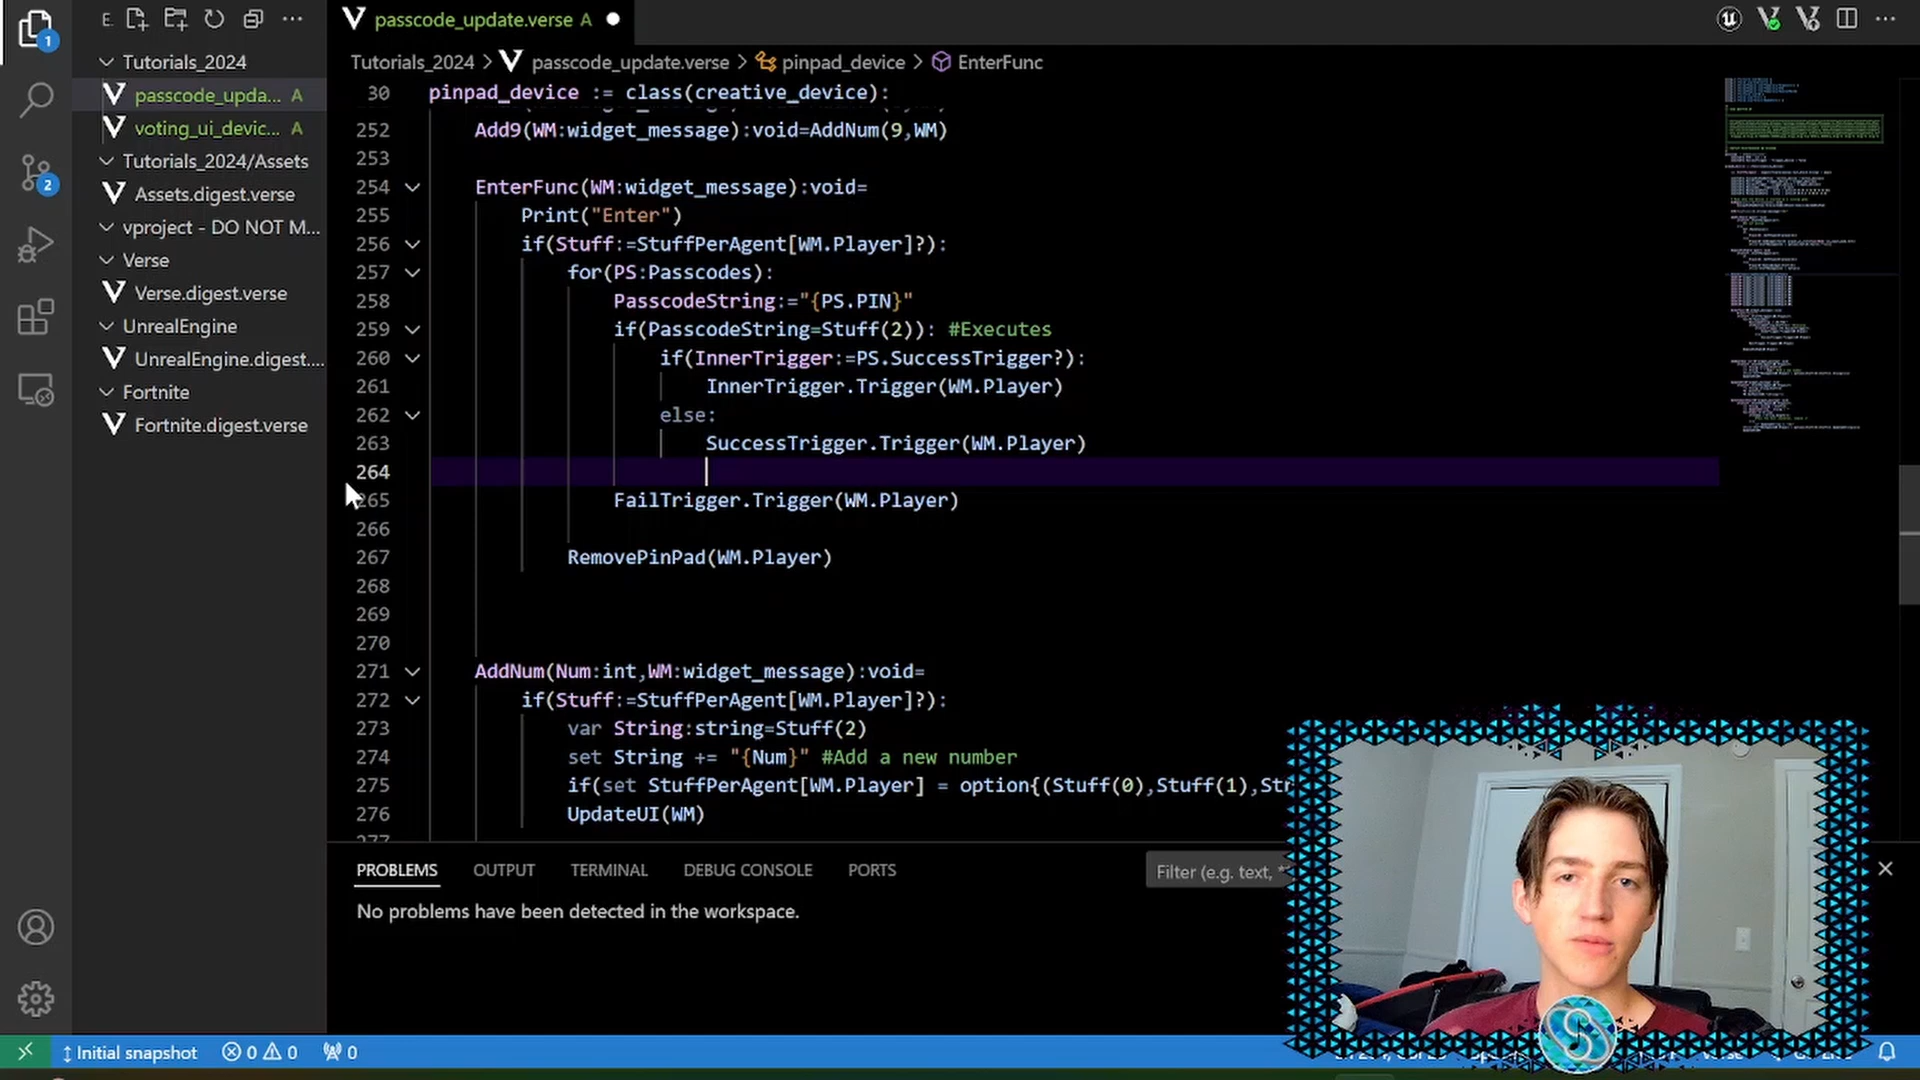 1
E.
passcode_update.verse A
Tutorials_2024
Tutorials_2024 > passcode_update.verse > pinpad_device > EnterFunc
passcode_upda... A
voting_ui_devic... A
Tutorials_2024/Assets
Assets.digest.verse
vproject - DO NOT M...
Verse
Verse.digest.verse
UnrealEngine
UnrealEngine.digest....
Fortnite
Fortnite.digest.verse
2
30 pinpad_device := class(creative_device):
252 Add9(WM:widget_message):void=AddNum(9,WM)
253
254 EnterFunc(WM:widget_message):void=
255 Print("Enter")
256 if(Stuff:=StuffPerAgent[WM.Player]?):
257 for(PS:Passcodes):
258 PasscodeString:="{PS.PIN}"
259 if(PasscodeString=Stuff(2)): #Executes
260 if(InnerTrigger:=PS.SuccessTrigger?):
261 InnerTrigger.Trigger(WM.Player)
262 else:
263 SuccessTrigger.Trigger(WM.Player)
264
265 FailTrigger.Trigger(WM.Player)
266
267 RemovePinPad(WM.Player)
268
269
270
271 AddNum(Num:int,WM:widget_message):void=
272 if(Stuff:=StuffPerAgent[WM.Player]?):
273 var String:string=Stuff(2)
274 set String += "{Num}" #Add a new number
275 if(set StuffPerAgent[WM.Player] = option{(Stuff(0),Stuff(1),Str
276 UpdateUI(WM)
PROBLEMS OUTPUT TERMINAL DEBUG CONSOLE PORTS
Filter (e.g. text,
No problems have been detected in the workspace.
Initial snapshot 0 0 0